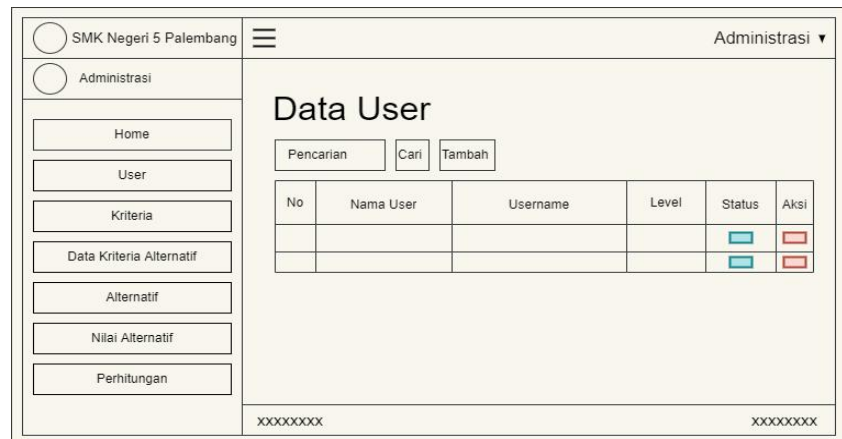 SMK Negeri 5 Palembang
Administrasi ▼
Administrasi
Home
User
Kriteria
Data Kriteria Alternatif
Alternatif
Nilai Alternatif
Perhitungan
Data User
Pencarian Cari Tambah
No Nama User Username Level Status Aksi
xxxxxxxx xxxxxxxx